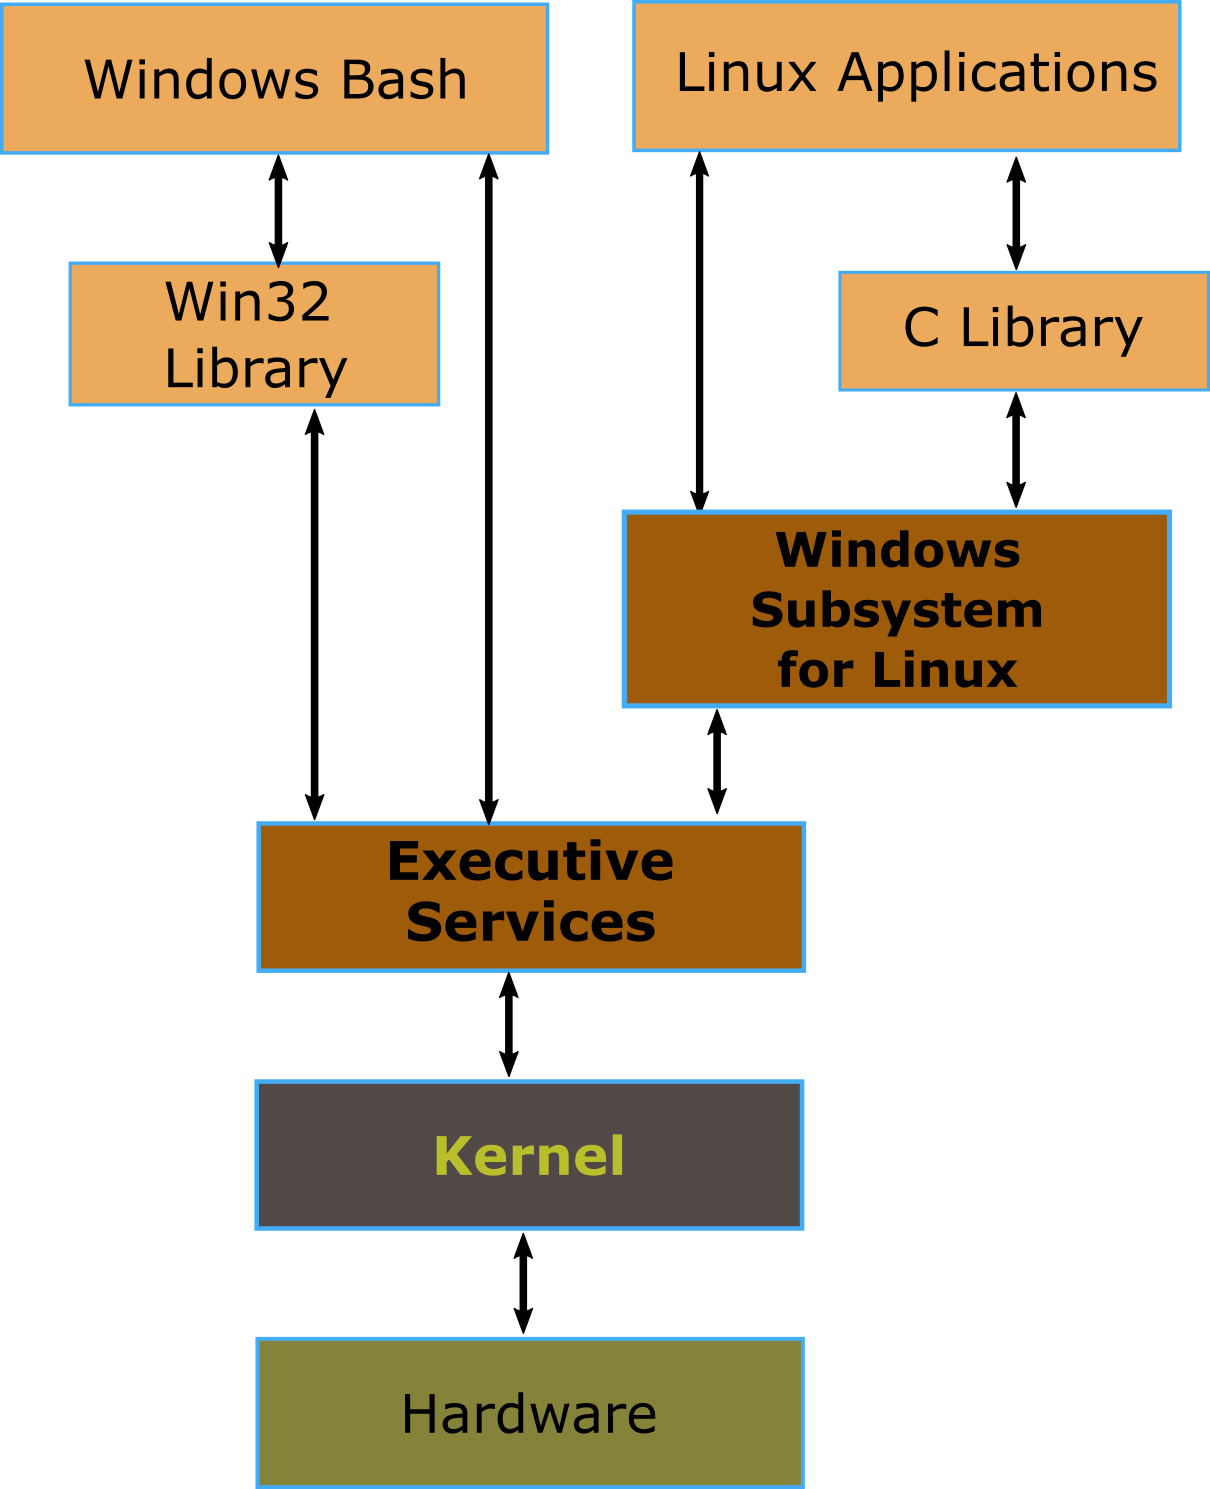 Windows Bash
Linux Applications
Win32
Library
C Library
Windows
Subsystem
for Linux
Executive
Services
Kernel
Hardware